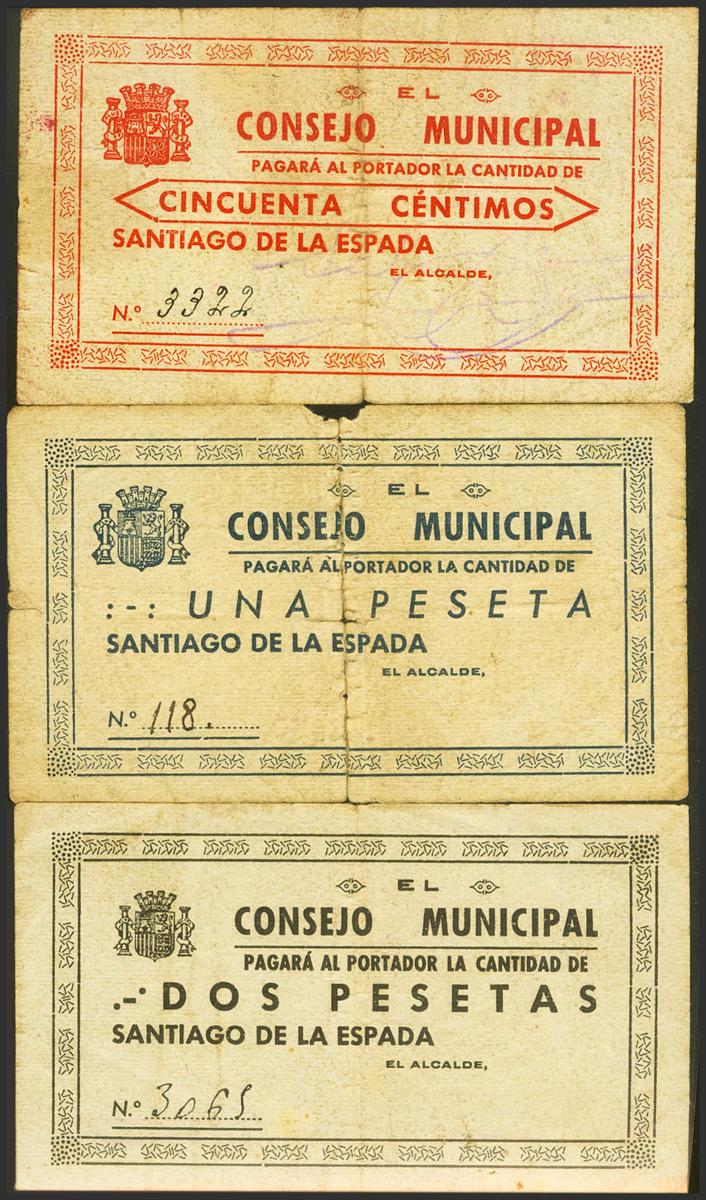 EL
CONSEJO MUNICIPAL
PAGARÁ AL PORTADOR LA CANTIDAD DE
CINCUENTA CÉNTIMOS
SANTIAGO DE LA ESPADA
EL ALCALDE,
N.º 3322
EL
CONSEJO MUNICIPAL
PAGARÁ AL PORTADOR LA CANTIDAD DE
:-: UNA PESETA
SANTIAGO DE LA ESPADA
EL ALCALDE,
N.º 118.
EL
CONSEJO MUNICIPAL
PAGARÁ AL PORTADOR LA CANTIDAD DE
.-· DOS PESETAS
SANTIAGO DE LA ESPADA
EL ALCALDE,
N.º 3065